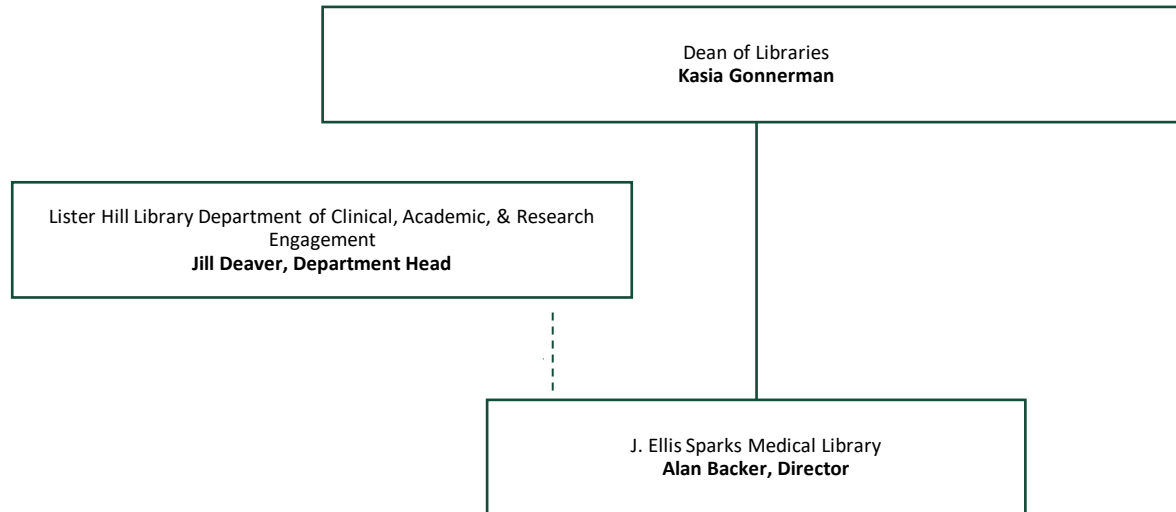 Dean of Libraries
Kasia Gonnerman
Lister Hill Library Department of Clinical, Academic, & Research
Engagement
Jill Deaver, Department Head
J. Ellis Sparks Medical Library
Alan Backer, Director